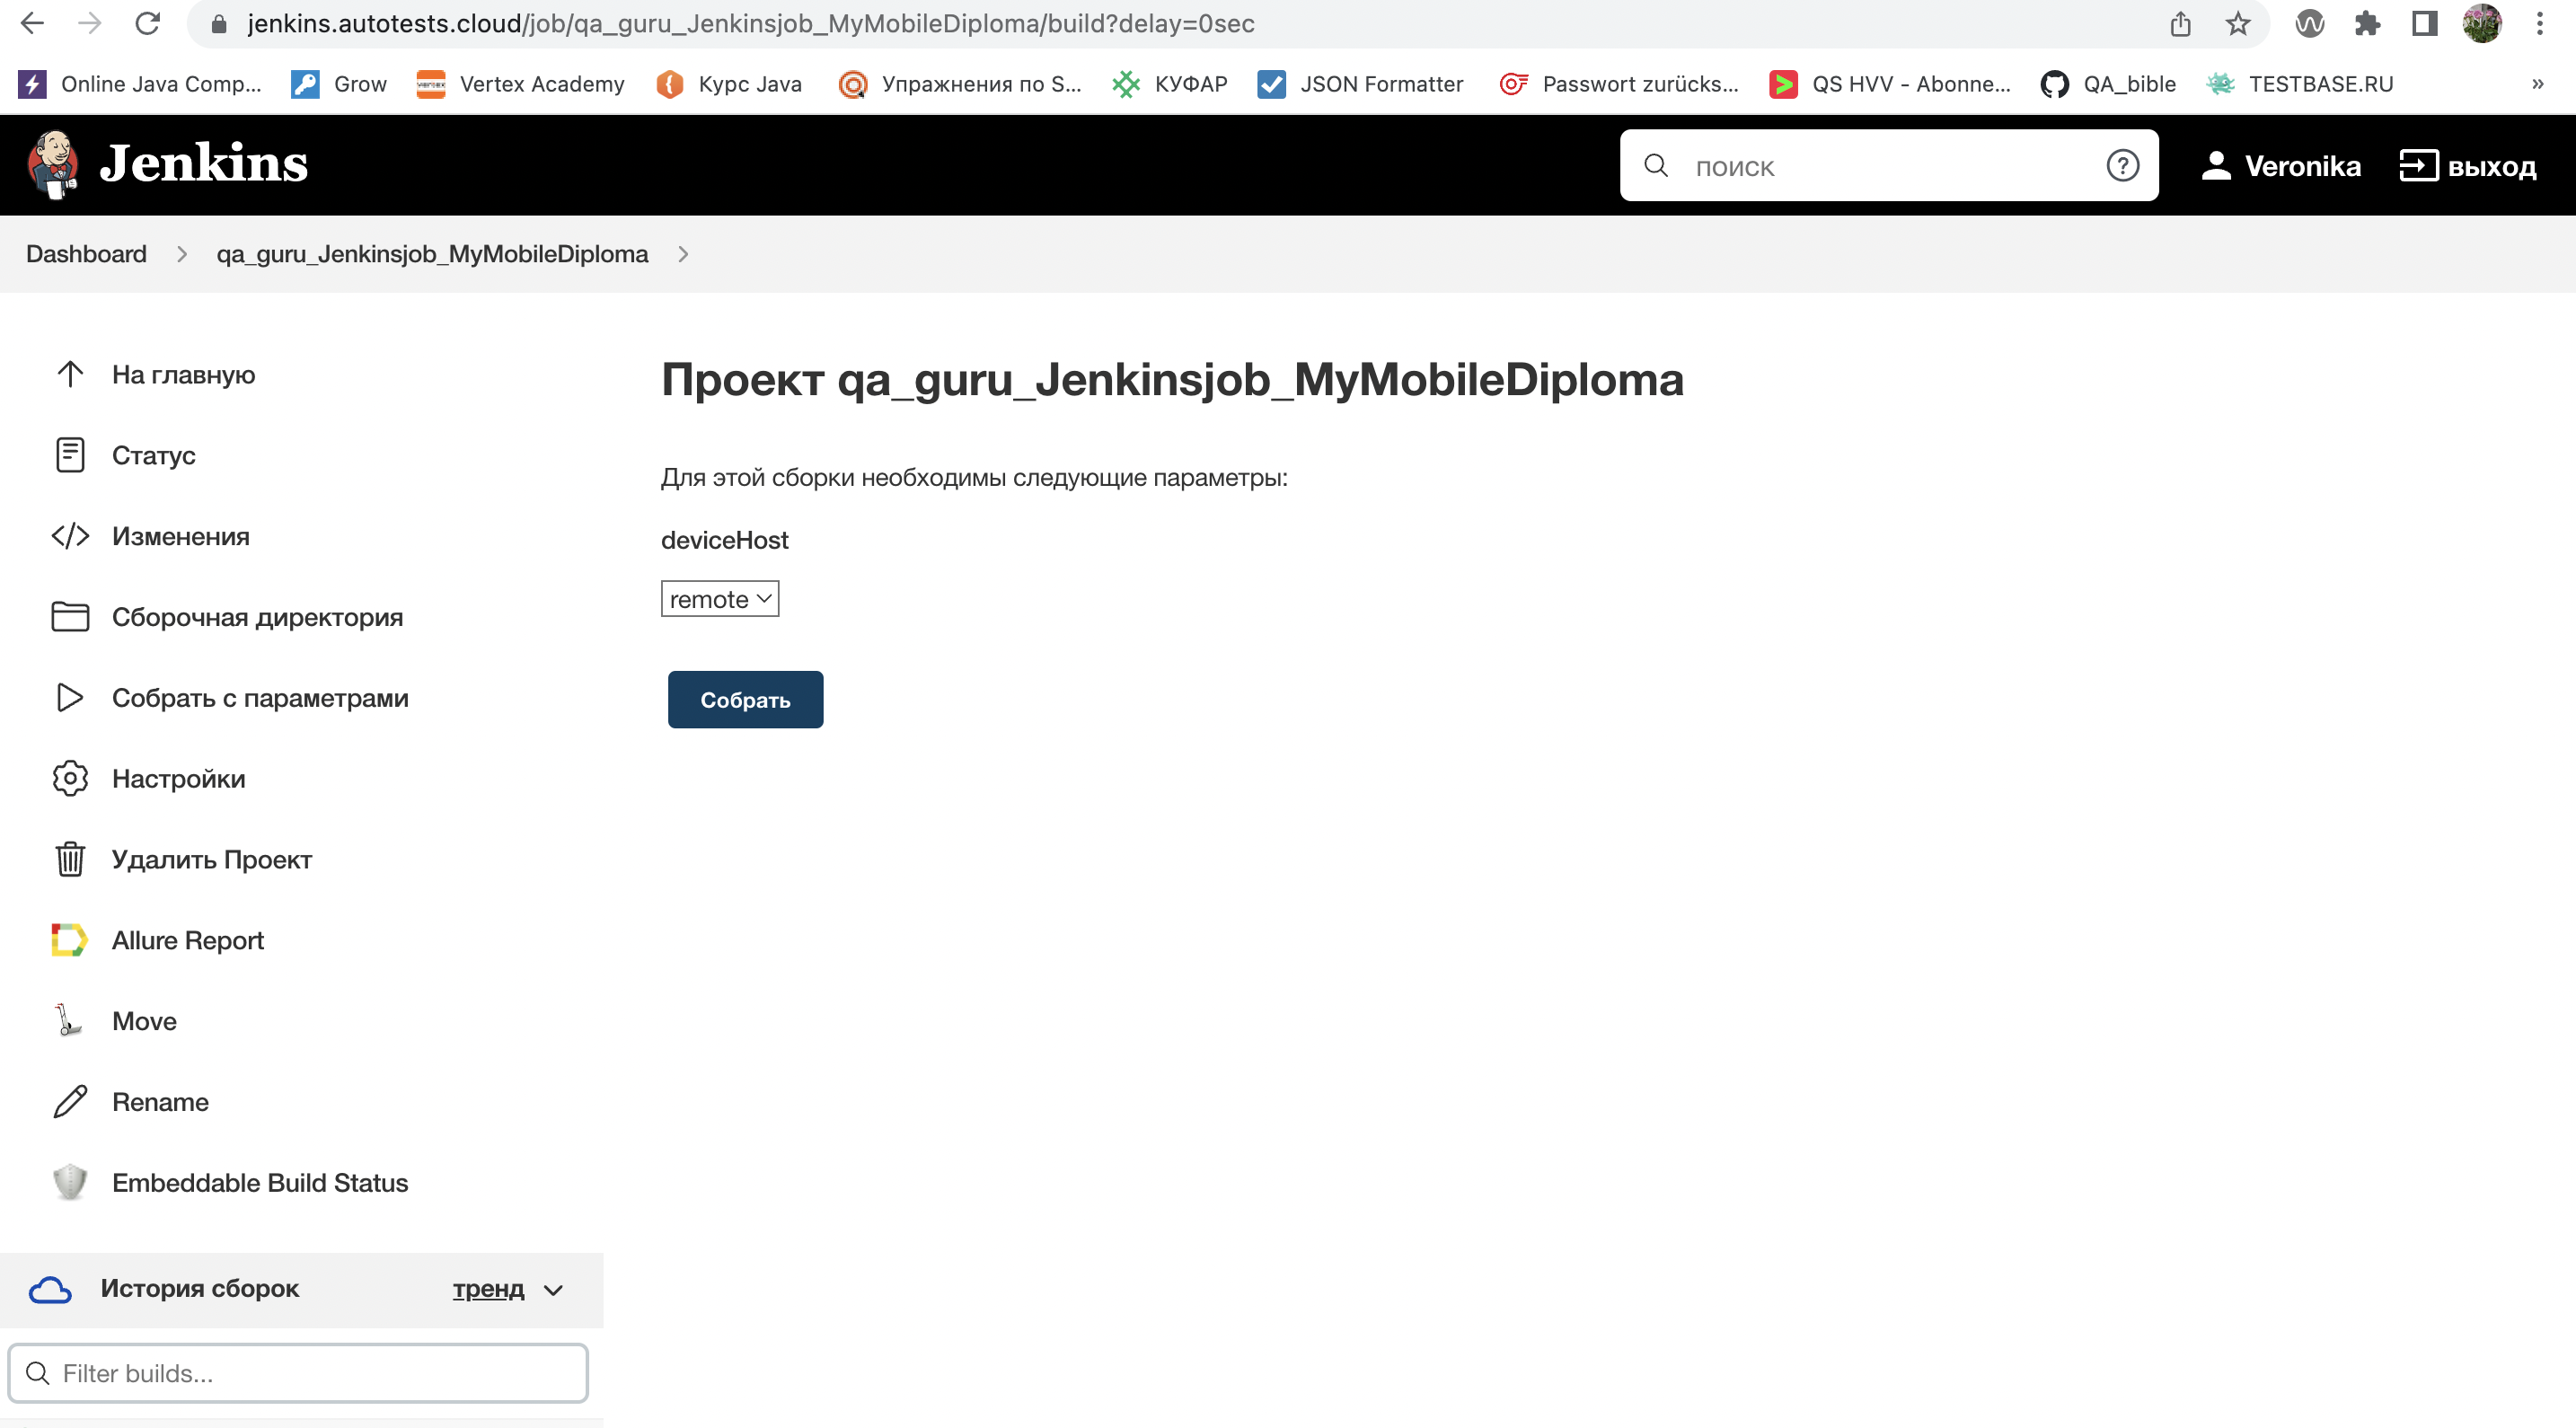 jenkins.autotests.cloud/job/qa_guru_Jenkinsjob_MyMobileDiploma/build?delay=0sec
Online Java Comp... Grow Vertex Academy Курс Java Упражнения по S... КУФАР JSON Formatter Passwort zurücks... QS HVV - Abonne... QA_bible TESTBASE.RU »
Jenkins поиск ? Veronika выход
Dashboard qa_guru_Jenkinsjob_MyMobileDiploma
На главную
Статус
Изменения
Сборочная директория
Собрать с параметрами
Настройки
Удалить Проект
Allure Report
Move
Rename
Embeddable Build Status
История сборок тренд
Filter builds...
Проект qa_guru_Jenkinsjob_MyMobileDiploma
Для этой сборки необходимы следующие параметры:
deviceHost
remote
Собрать